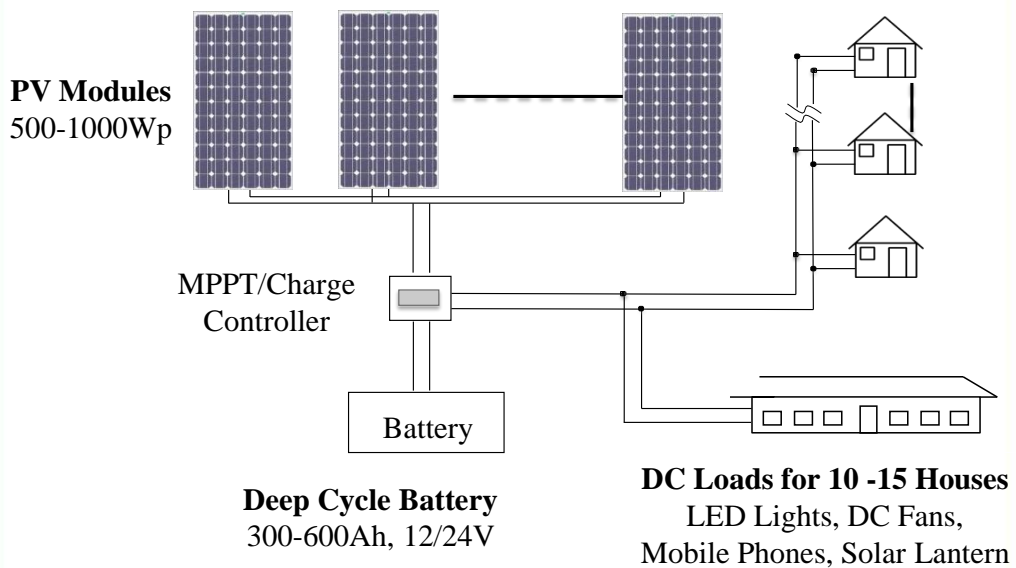 PV Modules
500-1000Wp
MPPT/Charge
Controller
Battery
Deep Cycle Battery
300-600Ah, 12/24V
DC Loads for 10 -15 Houses
LED Lights, DC Fans,
Mobile Phones, Solar Lantern